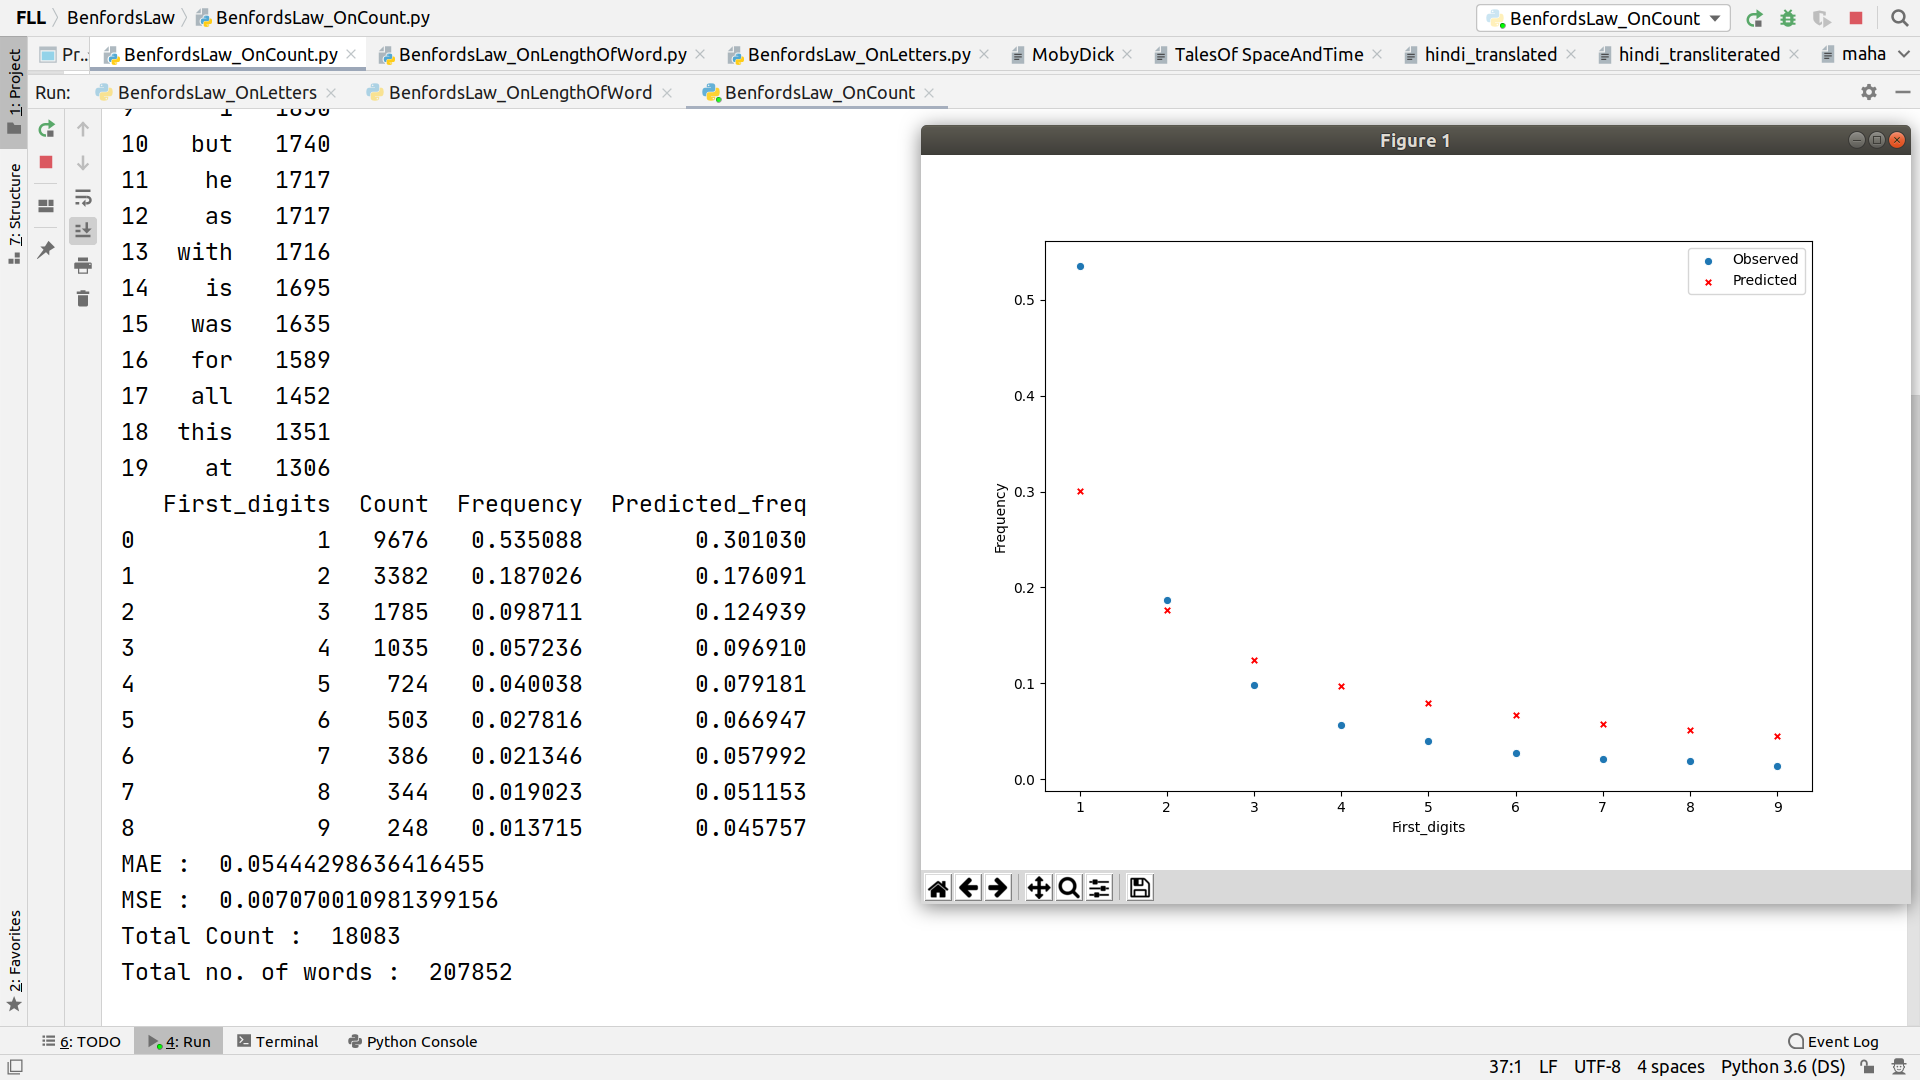 FLL BenfordsLaw BenfordsLaw_OnCount.py BenfordsLaw_OnCount
Pr.. BenfordsLaw_OnCount.py BenfordsLaw_OnLengthOfWord.py BenfordsLaw_OnLetters.py MobyDick TalesOf SpaceAndTime hindi_translated hindi_transliterated maha
Run: BenfordsLaw_OnLetters BenfordsLaw_OnLengthOfWord BenfordsLaw_OnCount
1: Project
7: Structure
2: Favorites
10 but 1740
11 he 1717
12 as 1717
13 with 1716
14 is 1695
15 was 1635
16 for 1589
17 all 1452
18 this 1351
19 at 1306
First_digits Count Frequency Predicted_freq
0 1 9676 0.535088 0.301030
1 2 3382 0.187026 0.176091
2 3 1785 0.098711 0.124939
3 4 1035 0.057236 0.096910
4 5 724 0.040038 0.079181
5 6 503 0.027816 0.066947
6 7 386 0.021346 0.057992
7 8 344 0.019023 0.051153
8 9 248 0.013715 0.045757
MAE : 0.05444298636416455
MSE : 0.007070010981399156
Total Count : 18083
Total no. of words : 207852
Figure 1
Observed
Predicted
0.5
0.4
0.3
0.2
0.1
0.0
Frequency
1 2 3 4 5 6 7 8 9
First_digits
6: TODO 4: Run Terminal Python Console Event Log
37:1 LF UTF-8 4 spaces Python 3.6 (DS)